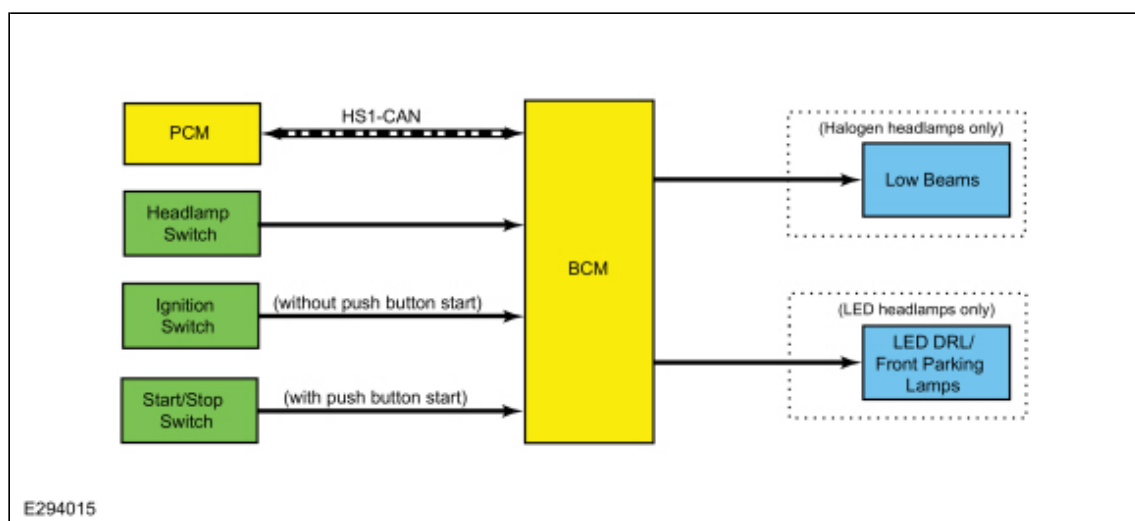 PCM
HS1-CAN
Headlamp
Switch
Ignition
Switch
(without push button start)
Start/Stop
Switch
(with push button start)
BCM
(Halogen headlamps only)
Low Beams
(LED headlamps only)
LED DRL/
Front Parking
Lamps
E294015